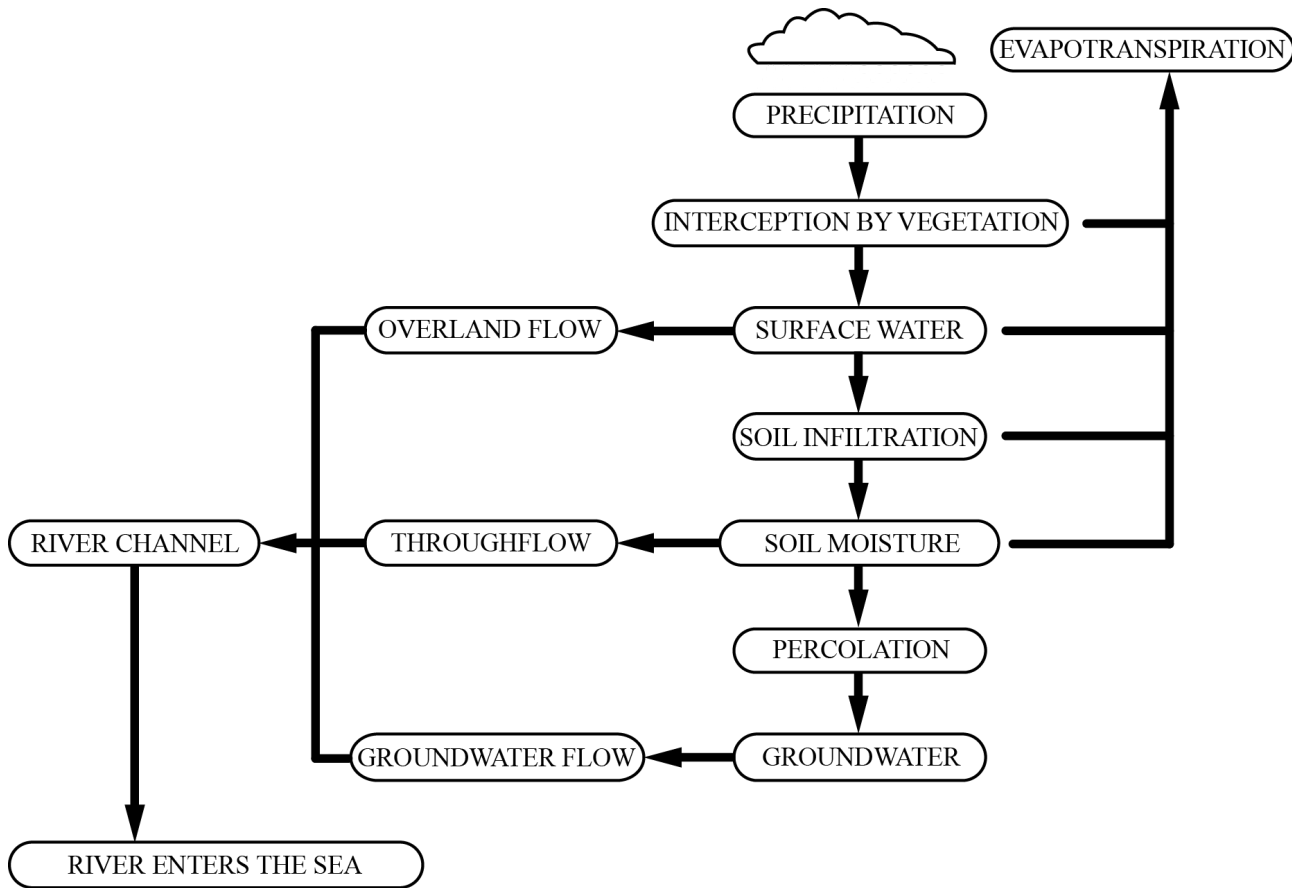 EVAPOTRANSPIRATION
PRECIPITATION
INTERCEPTION BY VEGETATION
OVERLAND FLOW
SURFACE WATER
SOIL INFILTRATION
RIVER CHANNEL
THROUGHFLOW
SOIL MOISTURE
PERCOLATION
GROUNDWATER FLOW
GROUNDWATER
RIVER ENTERS THE SEA